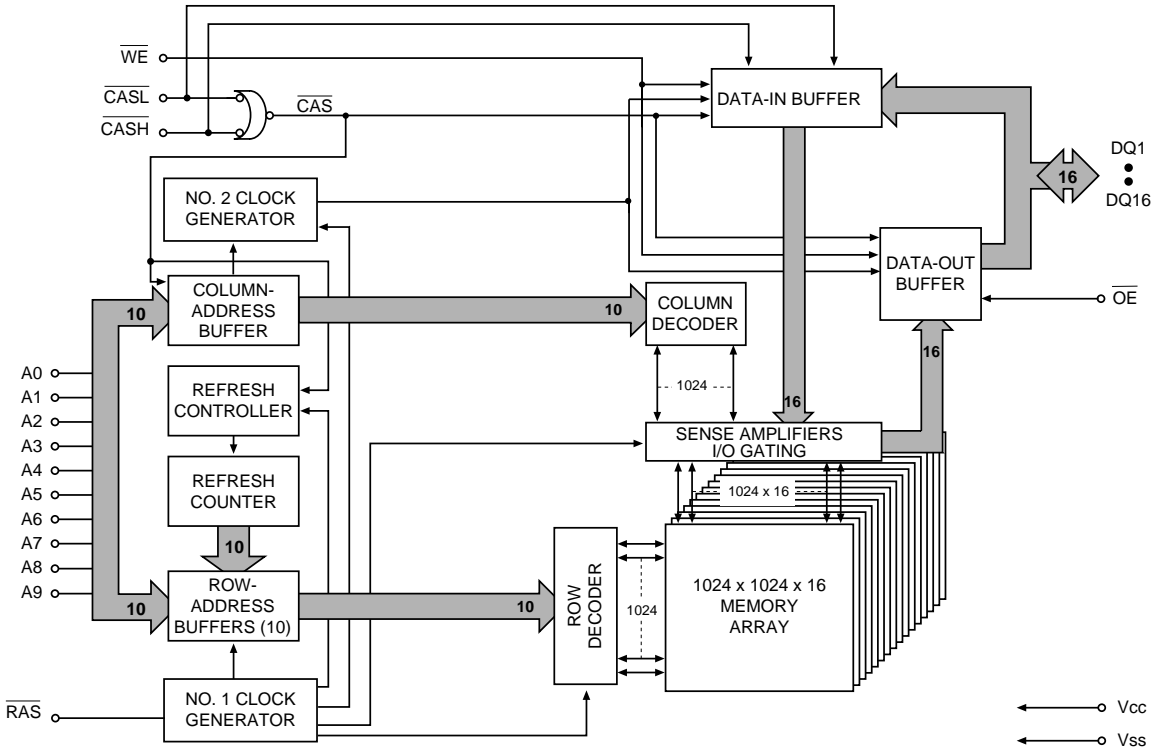 WE
CASL
CASH
CAS
DATA-IN BUFFER
DQ1
DQ16
16
NO. 2 CLOCK
GENERATOR
DATA-OUT
BUFFER
OE
COLUMN-
ADDRESS
BUFFER
10
10
COLUMN
DECODER
16
A0
A1
A2
A3
A4
A5
A6
A7
A8
A9
REFRESH
CONTROLLER
1024
16
SENSE AMPLIFIERS
I/O GATING
REFRESH
COUNTER
1024 x 16
10
ROW-
ADDRESS
BUFFERS (10)
10
10
ROW
DECODER
1024
1024 x 1024 x 16
MEMORY
ARRAY
RAS
NO. 1 CLOCK
GENERATOR
Vcc
Vss